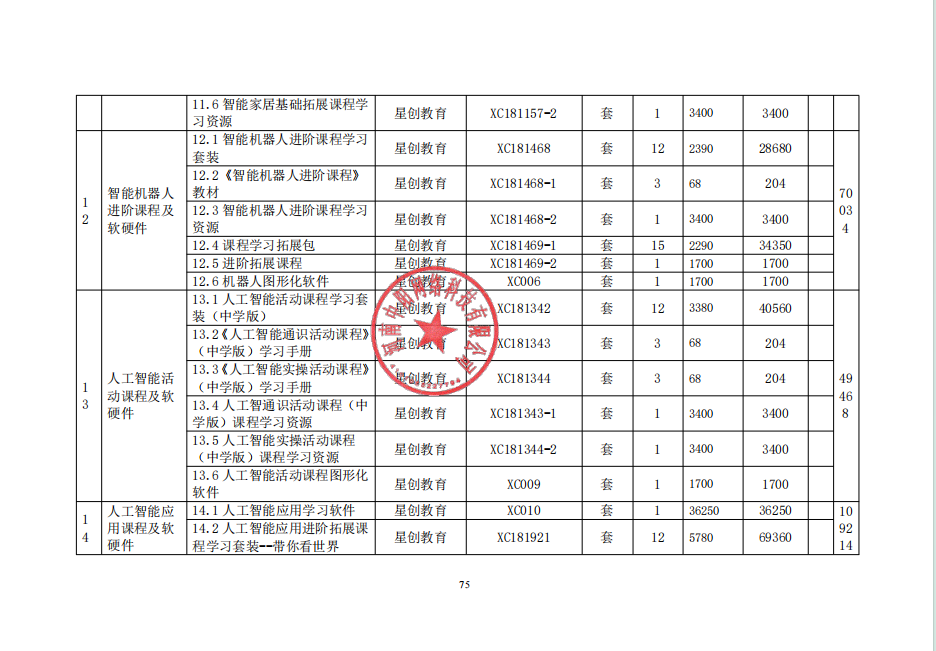 11.6 智能家居基础拓展课程学
习资源
星创教育
XC181157-2
套
1
3400
3400
1
2
智能机器人
进阶课程及
软硬件
12.1 智能机器人进阶课程学习
套装
星创教育
XC181468
套
12
2390
28680
12.2《智能机器人进阶课程》
教材
星创教育
XC181468-1
套
3
68
204
12.3 智能机器人进阶课程学习
资源
星创教育
XC181468-2
套
1
3400
3400
12.4 课程学习拓展包
星创教育
XC181469-1
套
15
2290
34350
12.5 进阶拓展课程
星创教育
XC181469-2
套
1
1700
1700
12.6 机器人图形化软件
星创教育
XC006
套
1
1700
1700
70
03
4
1
3
人工智能活
动课程及软
硬件
13.1 人工智能活动课程学习套
装（中学版）
星创教育
XC181342
套
12
3380
40560
13.2《人工智能通识活动课程》
（中学版）学习手册
星创教育
XC181343
套
3
68
204
13.3《人工智能实操活动课程》
（中学版）学习手册
星创教育
XC181344
套
3
68
204
13.4 人工智通识活动课程（中
学版）课程学习资源
星创教育
XC181343-1
套
1
3400
3400
13.5 人工智能实操活动课程
（中学版）课程学习资源
星创教育
XC181344-2
套
1
3400
3400
13.6 人工智能活动课程图形化
软件
星创教育
XC009
套
1
1700
1700
49
46
8
1
4
人工智能应
用课程及软
硬件
14.1 人工智能应用学习软件
星创教育
XC010
套
1
36250
36250
14.2 人工智能应用进阶拓展课
程学习套装--带你看世界
星创教育
XC181921
套
12
5780
69360
10
92
14
75